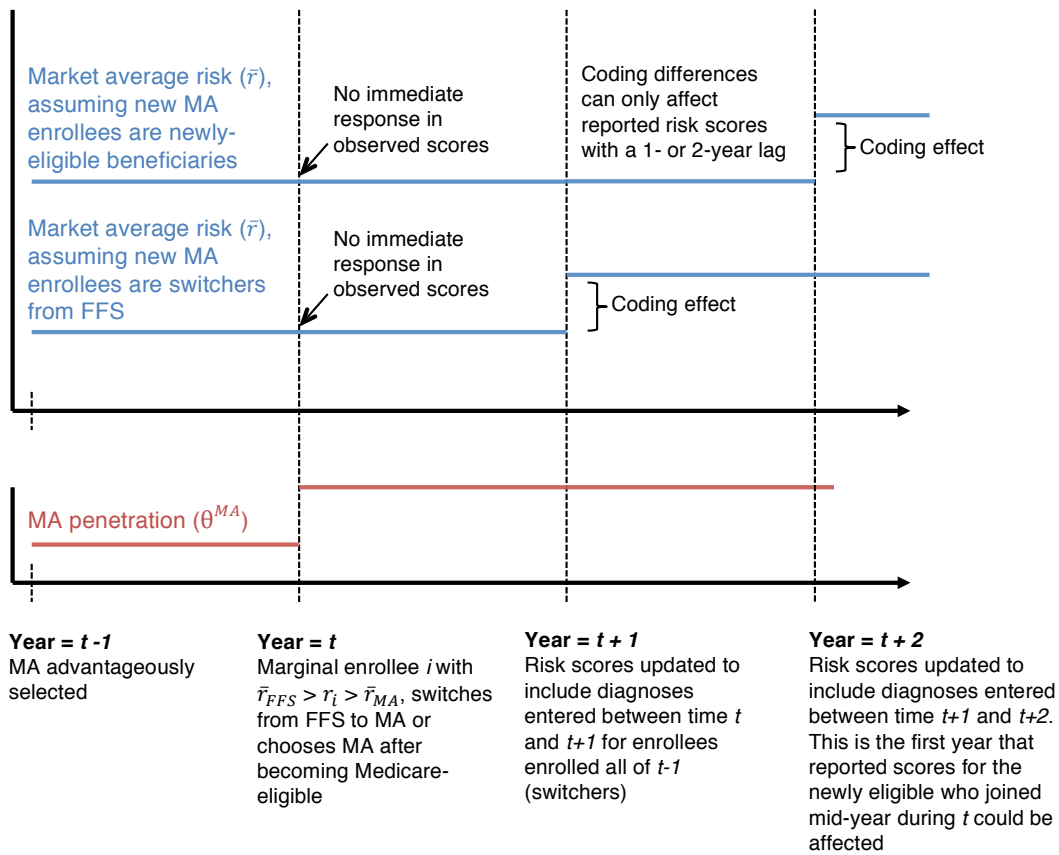 Market average risk (r̄),
assuming new MA
enrollees are newly-
eligible beneficiaries
No immediate
response in
observed scores
Coding differences
can only affect
reported risk scores
with a 1- or 2-year lag
Coding effect
Market average risk (r̄),
assuming new MA
enrollees are switchers
from FFS
No immediate
response in
observed scores
Coding effect
MA penetration (θ^MA)
Year = t -1
MA advantageously
selected
Year = t
Marginal enrollee i with
r̄_FFS > r_i > r̄_MA, switches
from FFS to MA or
chooses MA after
becoming Medicare-
eligible
Year = t + 1
Risk scores updated to
include diagnoses
entered between time t
and t+1 for enrollees
enrolled all of t-1
(switchers)
Year = t + 2
Risk scores updated to
include diagnoses entered
between time t+1 and t+2.
This is the first year that
reported scores for the
newly eligible who joined
mid-year during t could be
affected